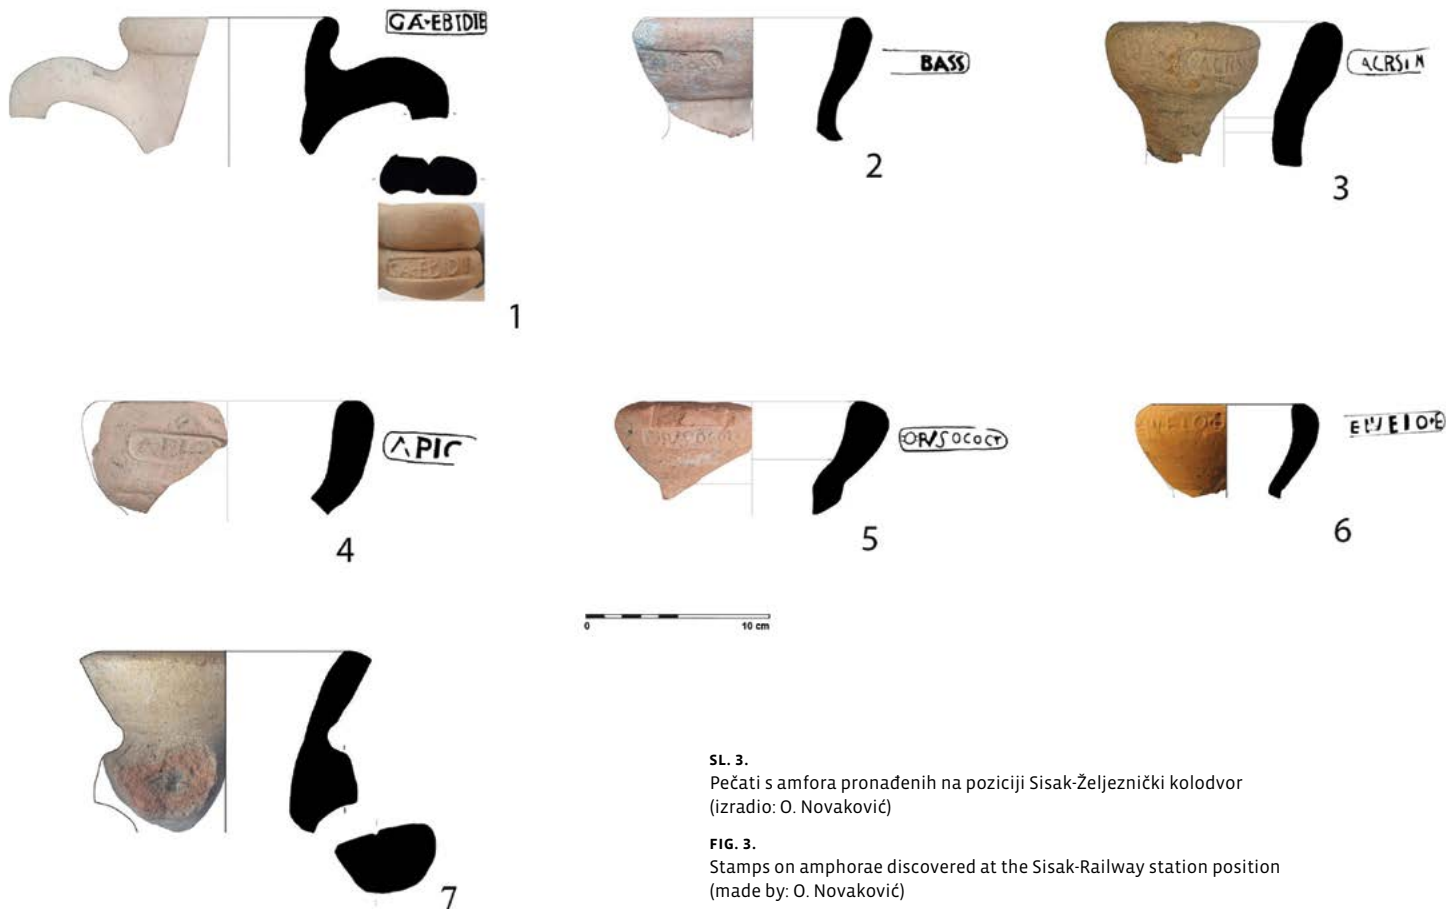 GA·EBIDIE
BASS
ACRSIN
1
2
3
APIC
ORSOCOCT
4
5
6
0 10 cm
7
SL. 3.
Pečati s amfora pronađenih na poziciji Sisak-Željeznički kolodvor
(izradio: O. Novaković)
FIG. 3.
Stamps on amphorae discovered at the Sisak-Railway station position
(made by: O. Novaković)